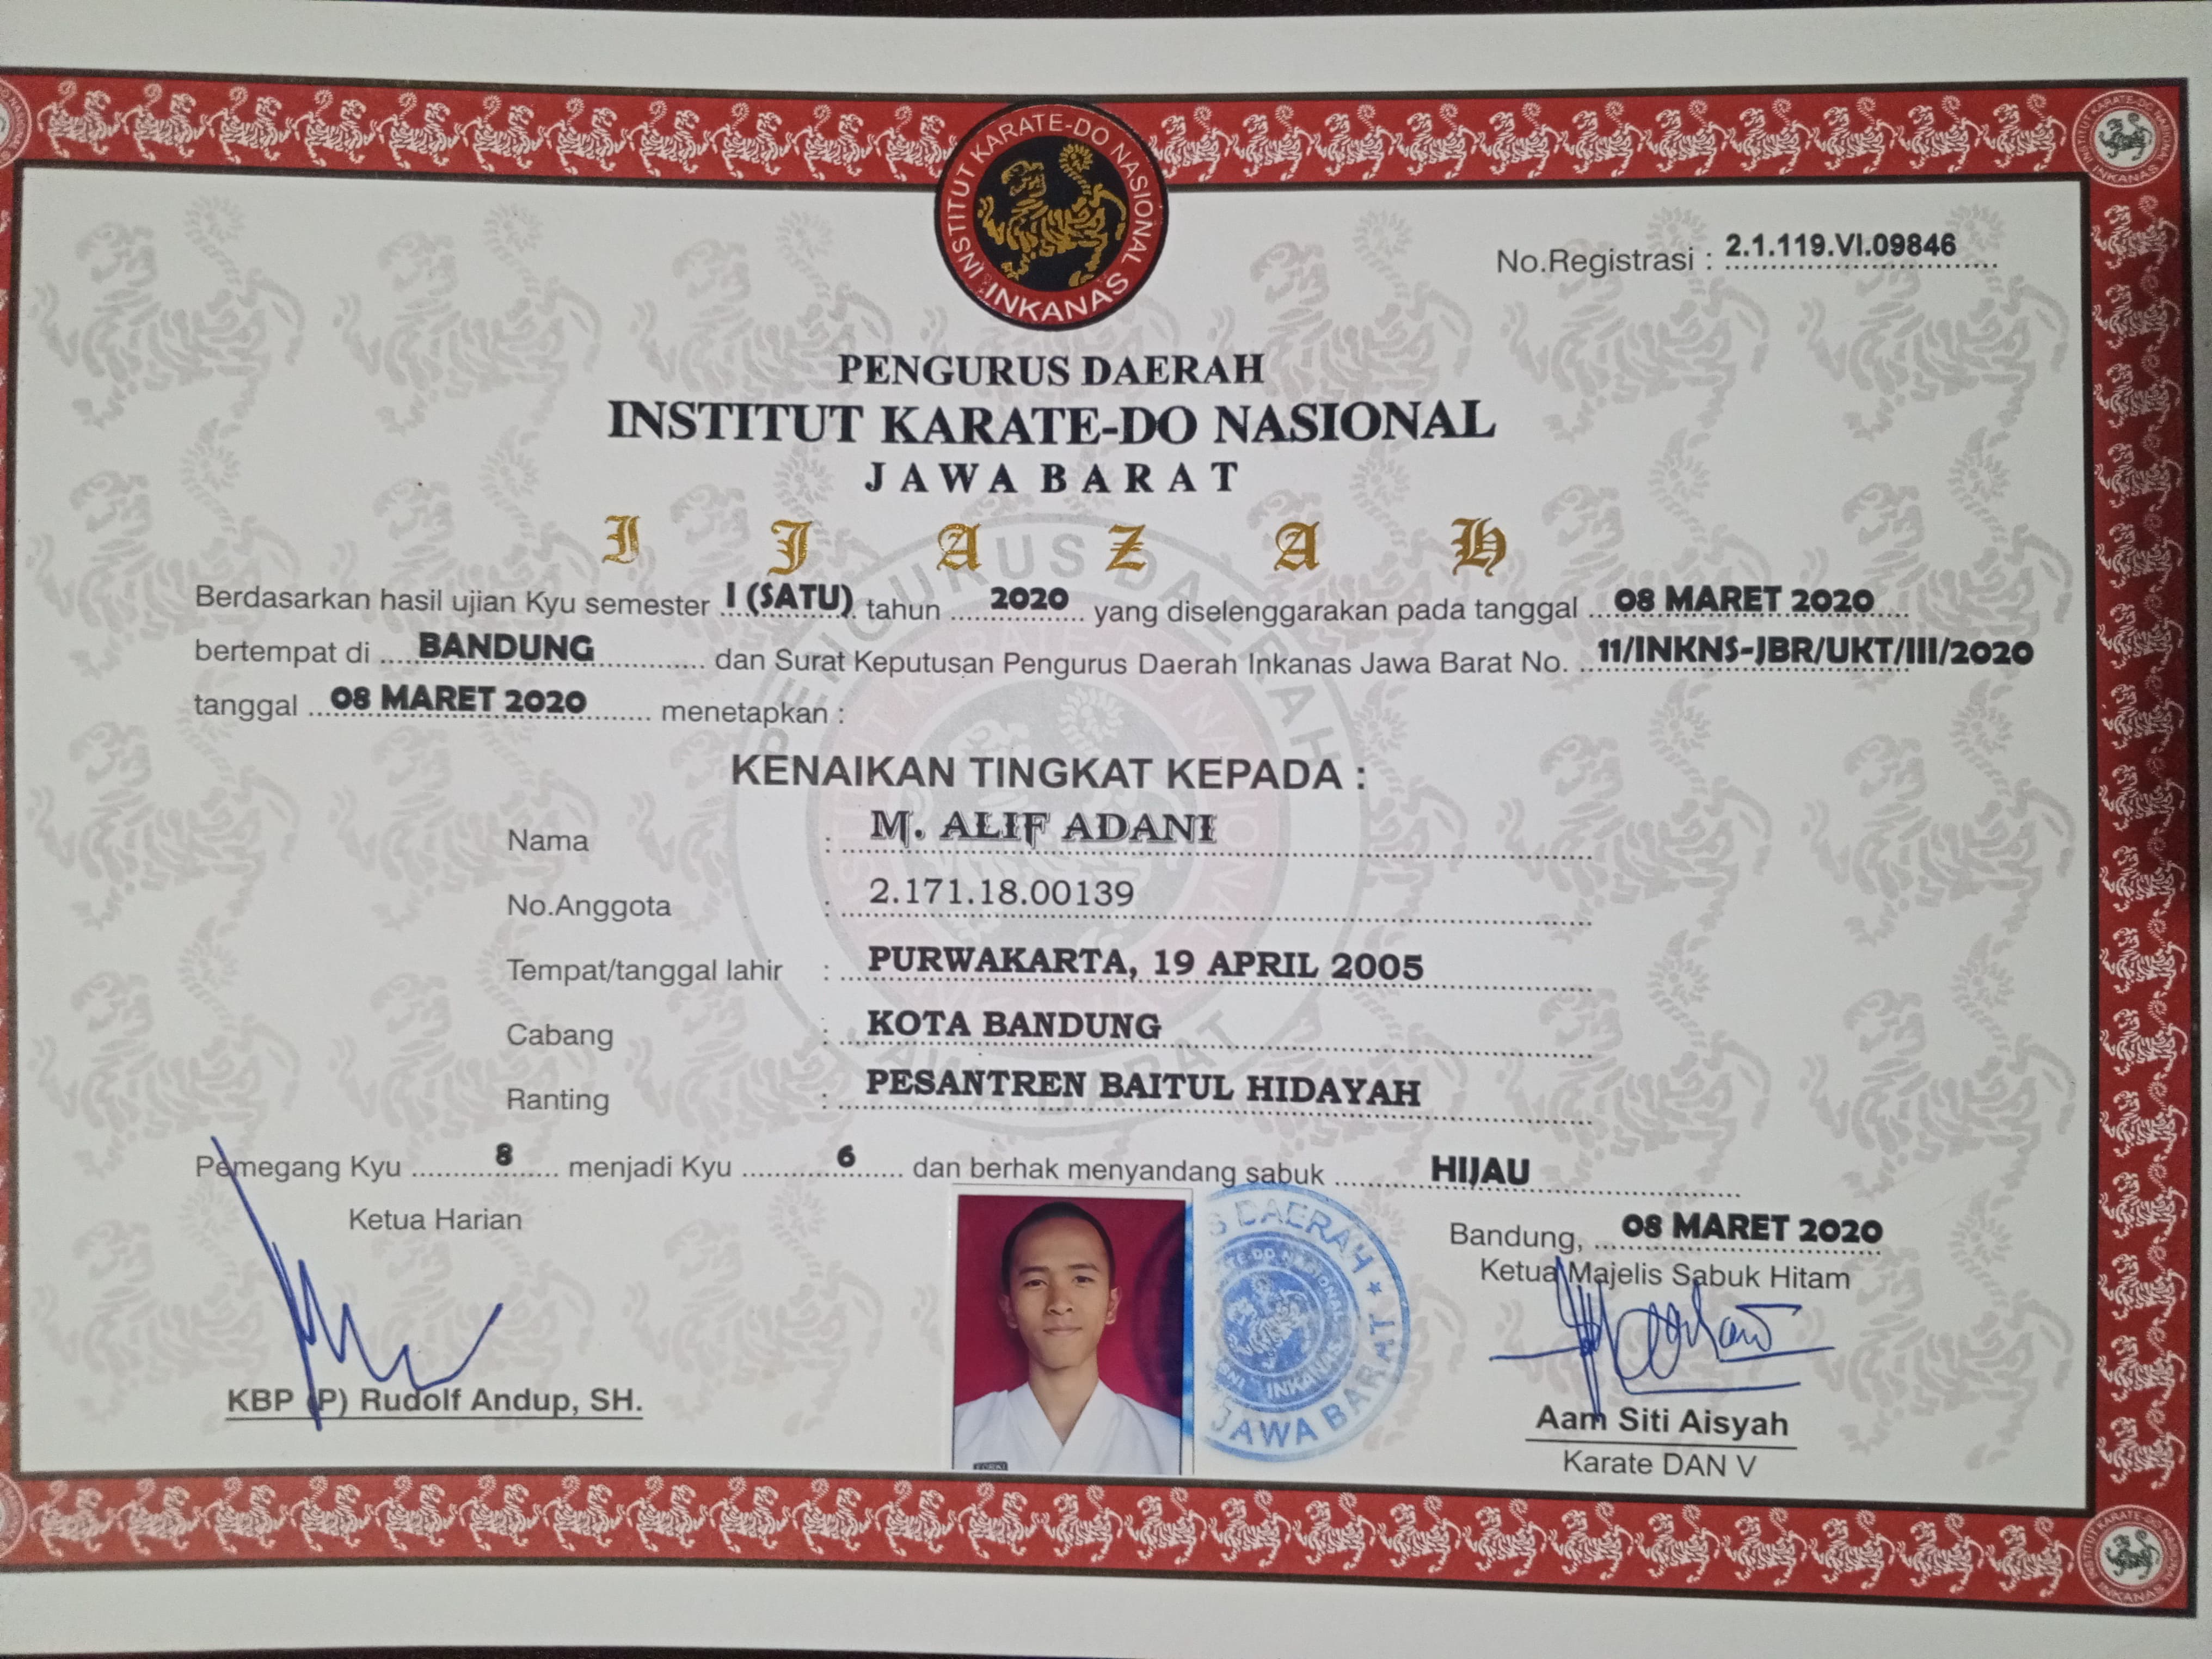 INSTITUT KARATE-DO NASIONAL
INKANAS
No.Registrasi : 2.1.119.VI.09846
PENGURUS DAERAH
INSTITUT KARATE-DO NASIONAL
JAWA BARAT
IJAZAH
Berdasarkan hasil ujian Kyu semester I (SATU) tahun 2020 yang diselenggarakan pada tanggal 08 MARET 2020
bertempat di BANDUNG dan Surat Keputusan Pengurus Daerah Inkanas Jawa Barat No. 11/INKNS-JBR/UKT/III/2020
tanggal 08 MARET 2020 menetapkan :
KENAIKAN TINGKAT KEPADA :
Nama : M. ALIF ADANI
No.Anggota : 2.171.18.00139
Tempat/tanggal lahir : PURWAKARTA, 19 APRIL 2005
Cabang : KOTA BANDUNG
Ranting : PESANTREN BAITUL HIDAYAH
Pemegang Kyu 8 menjadi Kyu 6 dan berhak menyandang sabuk HIJAU
Ketua Harian
Bandung, 08 MARET 2020
Ketua Majelis Sabuk Hitam
KBP (P) Rudolf Andup, SH.
Aam Siti Aisyah
Karate DAN V
S DAERAH
JAWA BARAT
INKANAS